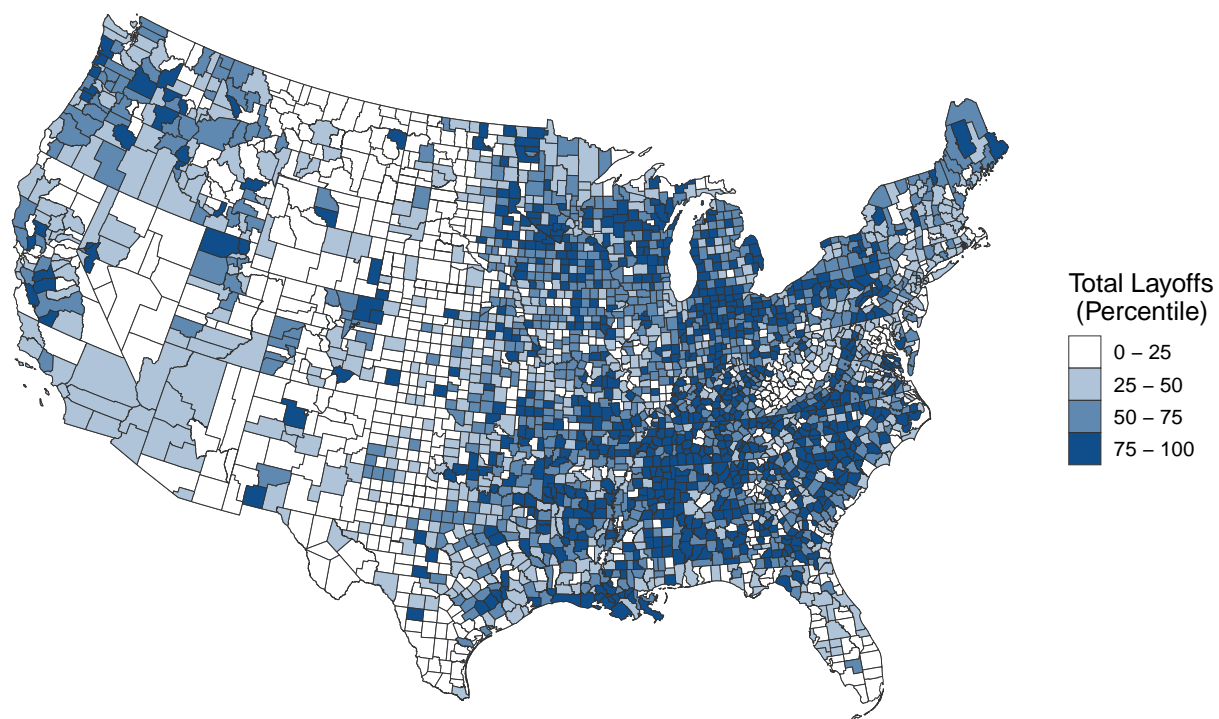 Total Layoffs
(Percentile)
0 – 25
25 – 50
50 – 75
75 – 100